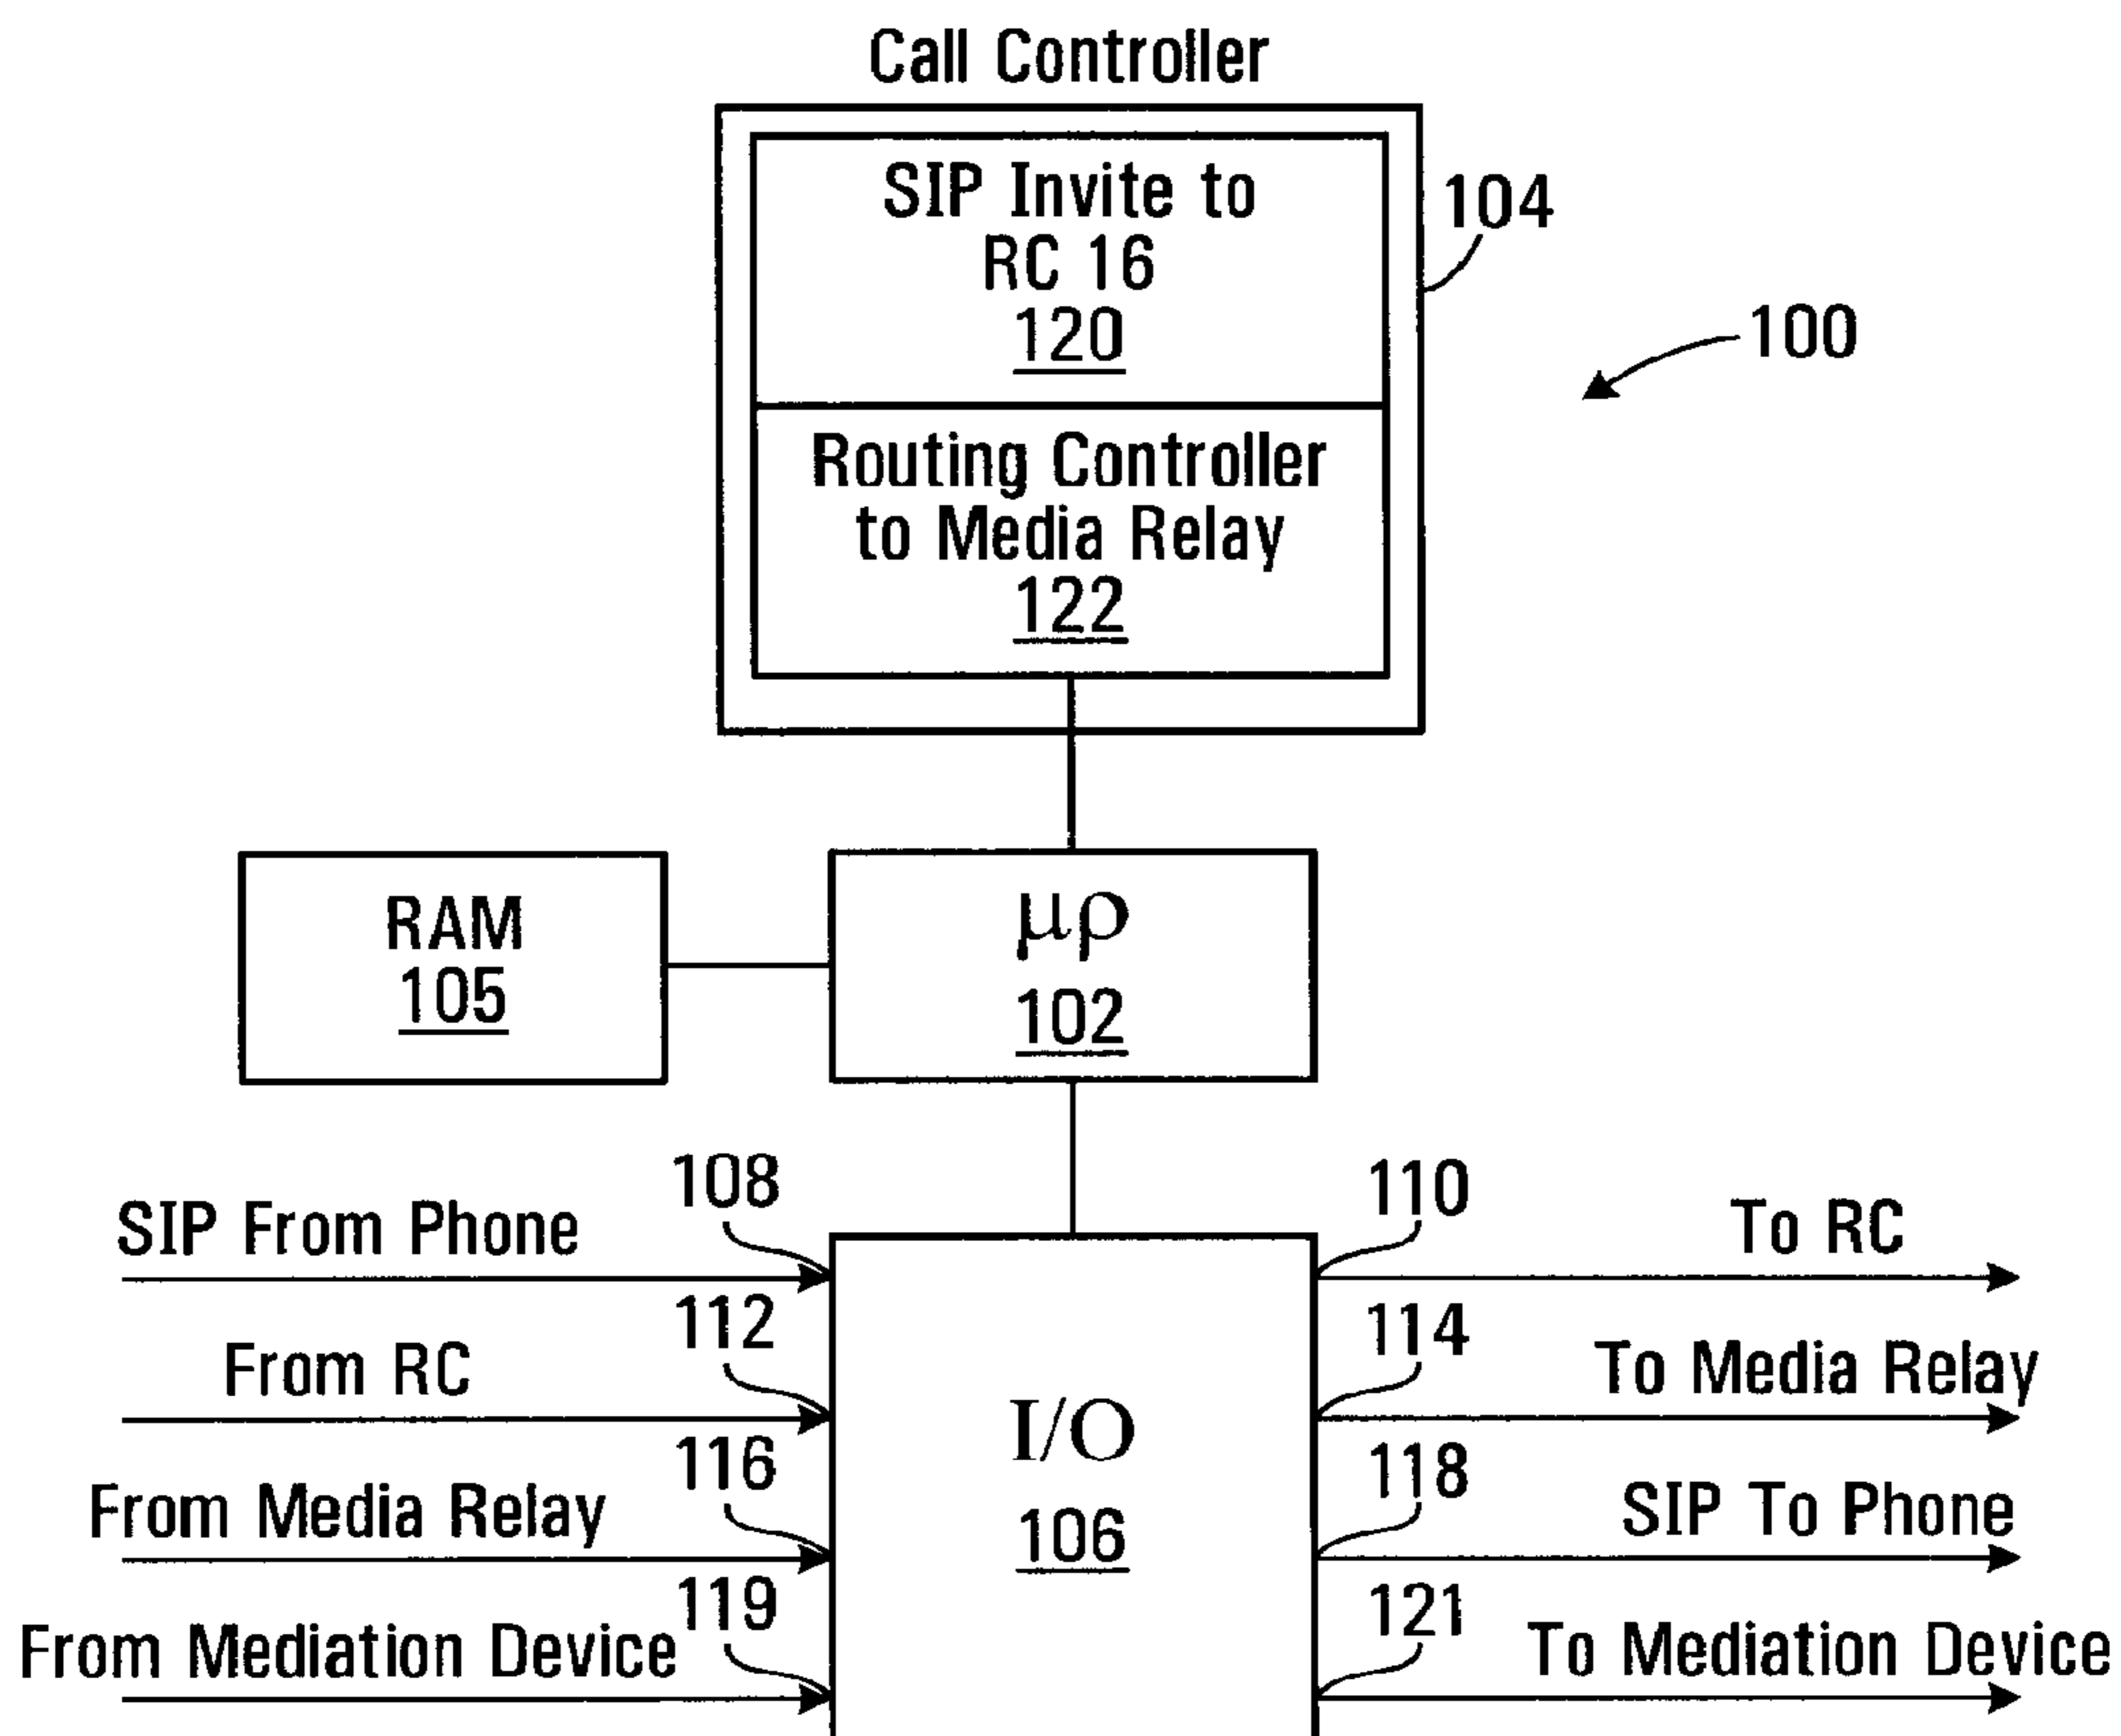 Call Controller
SIP Invite to
RC 16
120
104
100
Routing Controller
to Media Relay
122
RAM
105
μρ
102
108
110
SIP From Phone
To RC
112
114
From RC
To Media Relay
I/O
116
118
From Media Relay
SIP To Phone
106
119
121
From Mediation Device
To Mediation Device